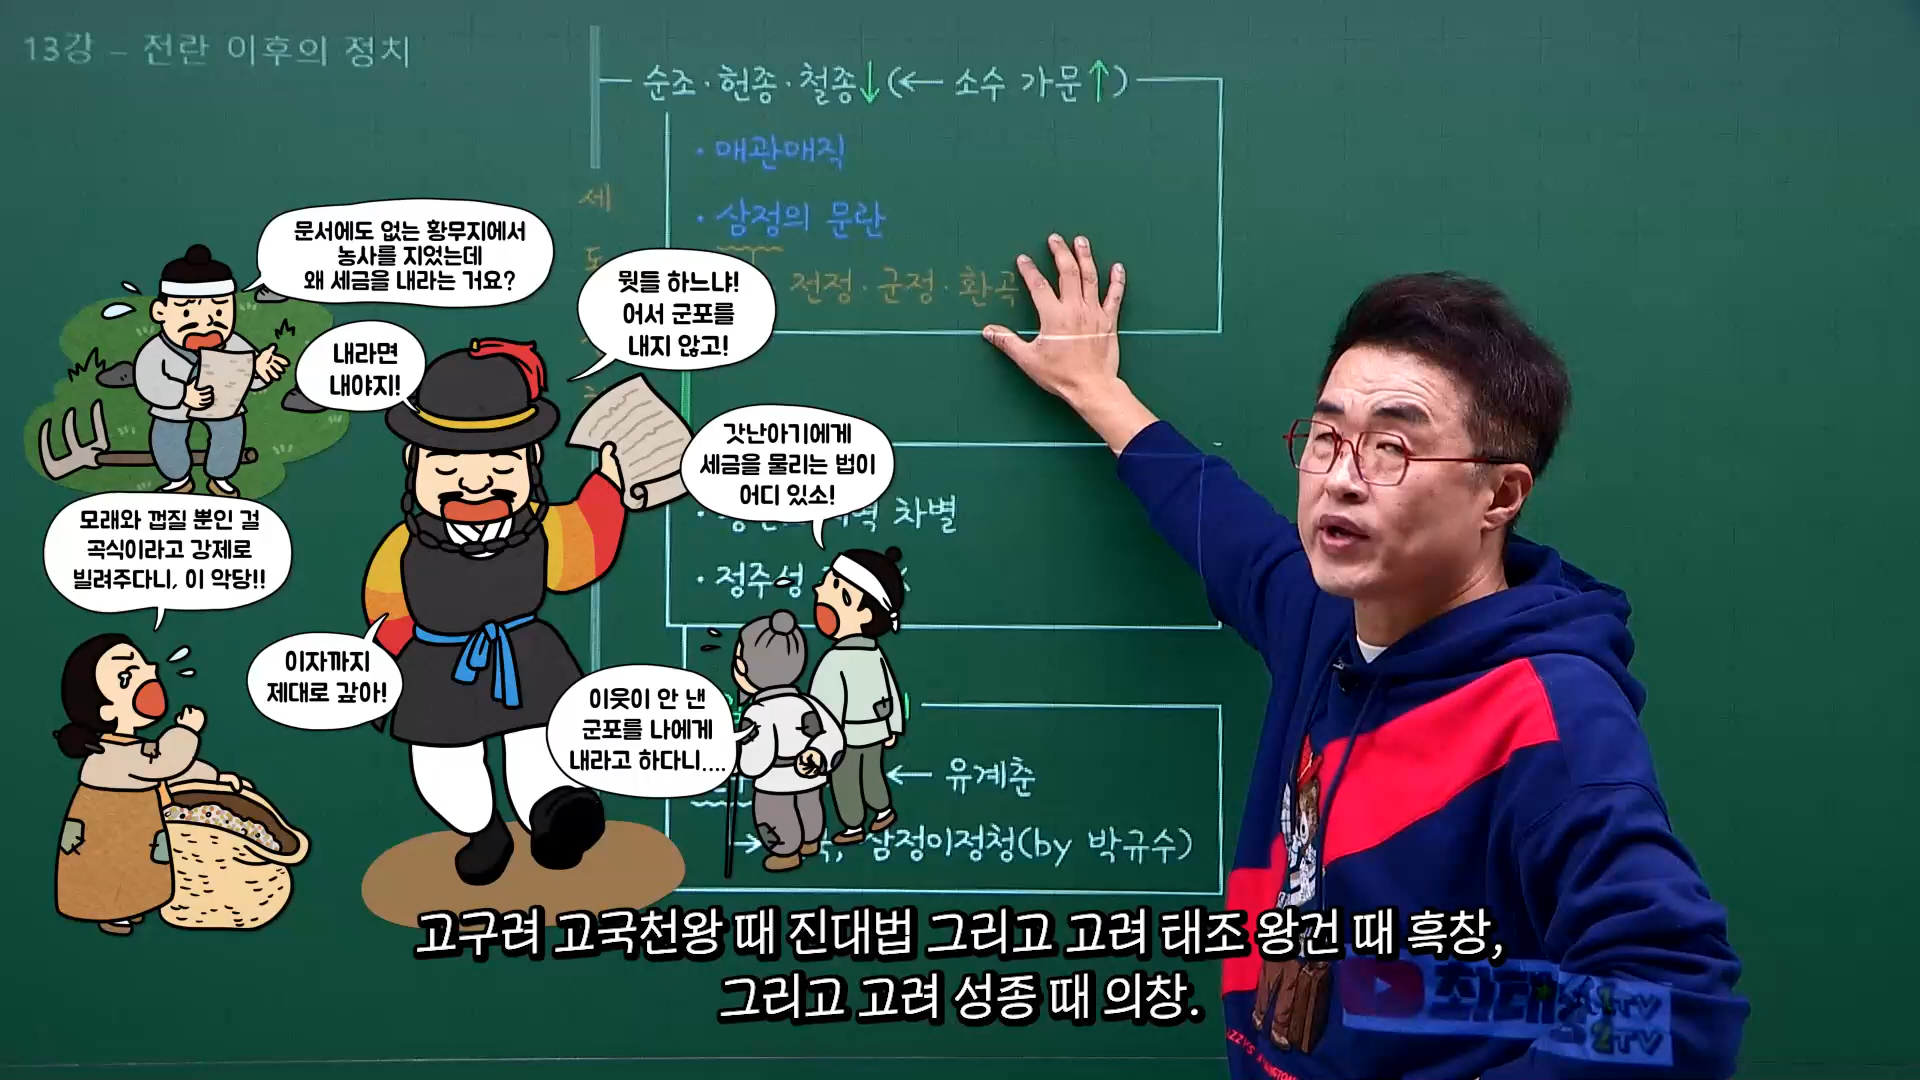 13강 – 전란 이후의 정치
순조·헌종·철종↓(← 소수 가문↑)
· 매관매직
· 삼정의 문란
전정·군정·환곡
세
도
문서에도 없는 황무지에서
농사를 지었는데
왜 세금을 내라는 거요?
내라면
내야지!
뭣들 하느냐!
어서 군포를
내지 않고!
갓난아기에게
세금을 물리는 법이
어디 있소!
모래와 껍질 뿐인 걸
곡식이라고 강제로
빌려주다니, 이 악당!!
이자까지
제대로 갚아!
이웃이 안 낸
군포를 나에게
내라고 하다니....
차별
· 정주성
← 유계춘
삼정이정청(by 박규수)
고구려 고국천왕 때 진대법 그리고 고려 태조 왕건 때 흑창,
그리고 고려 성종 때 의창.
최태성 1TV
2TV